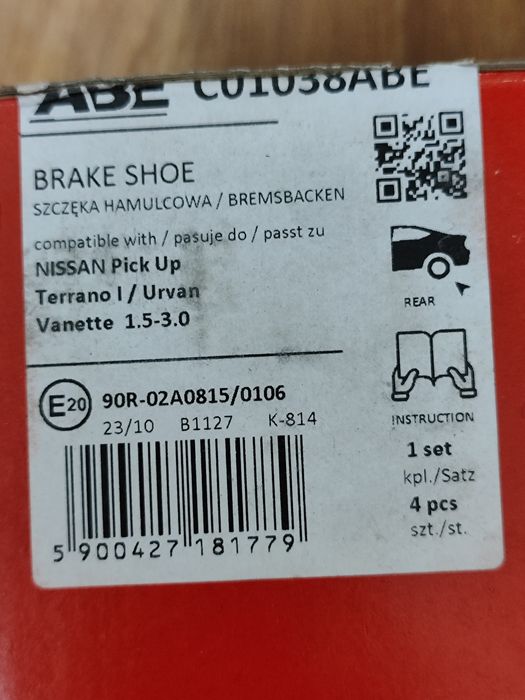 ABE C01038ABE
BRAKE SHOE
SZCZĘKA HAMULCOWA / BREMSBACKEN
compatible with / pasuje do / passt zu
NISSAN Pick Up
Terrano I / Urvan
Vanette 1.5-3.0
REAR
INSTRUCTION
E20 90R-02A0815/0106
23/10 B1127 K-814
1 set
kpl./Satz
4 pcs
szt./st.
5 900427 181779